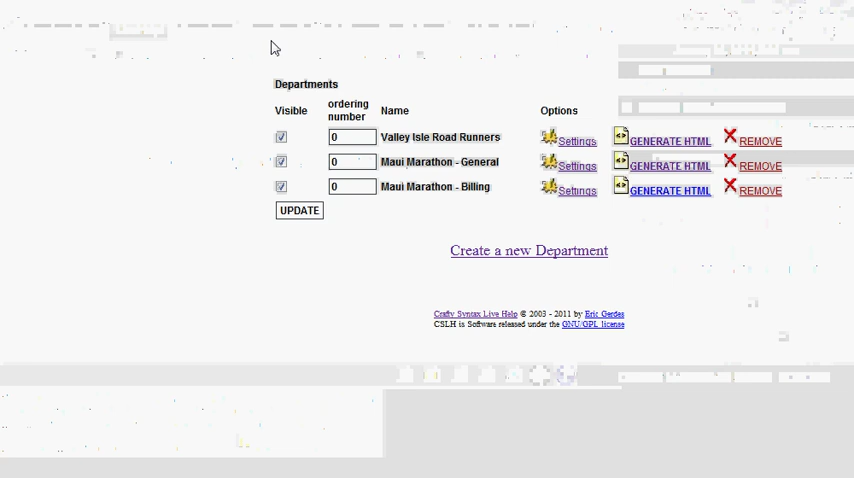 Departments
Visible ordering number Name Options
0 Valley Isle Road Runners Settings GENERATE HTML REMOVE
0 Maui Marathon - General Settings GENERATE HTML REMOVE
0 Maui Marathon - Billing Settings GENERATE HTML REMOVE
UPDATE
Create a new Department
Crafty Syntax Live Help © 2003 - 2011 by Eric Gerdes
CSLH is Software released under the GNU/GPL license